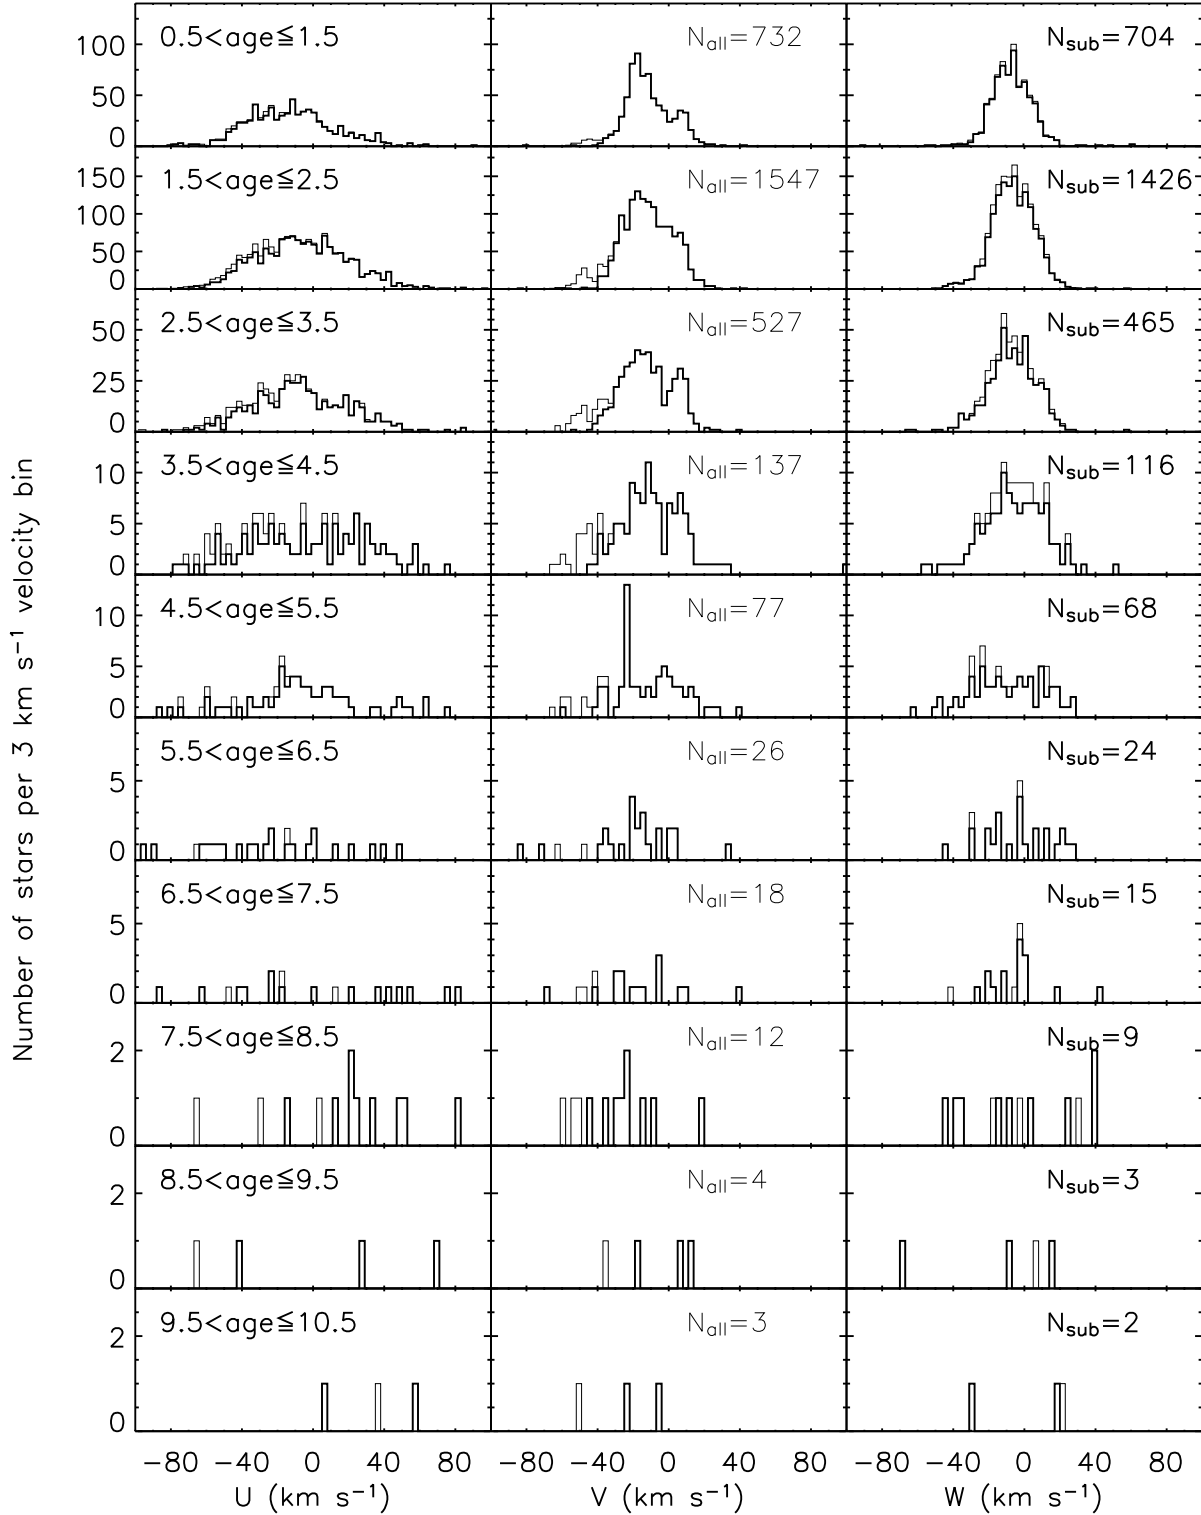 0.5<age≦1.5 N_all=732 N_sub=704
100
50
0
1.5<age≦2.5 N_all=1547 N_sub=1426
150
100
50
0
2.5<age≦3.5 N_all=527 N_sub=465
50
25
0
3.5<age≦4.5 N_all=137 N_sub=116
10
5
0
4.5<age≦5.5 N_all=77 N_sub=68
10
5
0
5.5<age≦6.5 N_all=26 N_sub=24
5
0
6.5<age≦7.5 N_all=18 N_sub=15
5
0
7.5<age≦8.5 N_all=12 N_sub=9
2
0
8.5<age≦9.5 N_all=4 N_sub=3
2
0
9.5<age≦10.5 N_all=3 N_sub=2
2
0
Number of stars per 3 km s⁻¹ velocity bin
−80 −40 0 40 80 −80 −40 0 40 80 −80 −40 0 40 80
U (km s⁻¹) V (km s⁻¹) W (km s⁻¹)